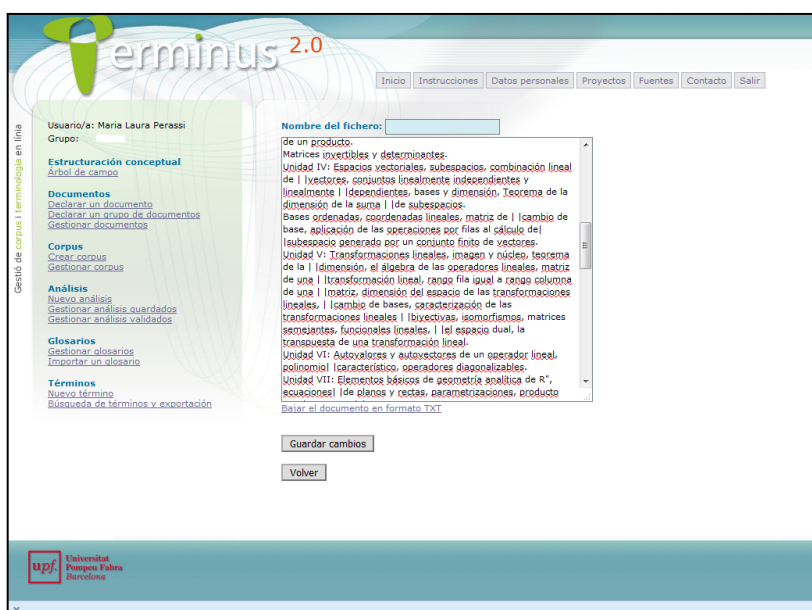 erminus 2.0
Inicio Instrucciones Datos personales Proyectos Fuentes Contacto Salir
Gestió de corpus i terminologia en línia
Usuario/a: Maria Laura Perassi
Grupo:
Estructuración conceptual
Árbol de campo
Documentos
Declarar un documento
Declarar un grupo de documentos
Gestionar documentos
Corpus
Crear corpus
Gestionar corpus
Análisis
Nuevo análisis
Gestionar análisis guardados
Gestionar análisis validados
Glosarios
Gestionar glosarios
Importar un glosario
Términos
Nuevo término
Búsqueda de términos y exportación
Nombre del fichero:
de un producto.
Matrices invertibles y determinantes.
Unidad IV: Espacios vectoriales, subespacios, combinación lineal
de | |vectores, conjuntos linealmente independientes y
linealmente | |dependientes, bases y dimensión, Teorema de la
dimensión de la suma | |de subespacios.
Bases ordenadas, coordenadas lineales, matriz de | |cambio de
base, aplicación de las operaciones por filas al cálculo de|
|subespacio generado por un conjunto finito de vectores.
Unidad V: Transformaciones lineales, imagen y núcleo, teorema
de la | |dimensión, el álgebra de las operadores lineales, matriz
de una | |transformación lineal, rango fila igual a rango columna
de una | |matriz, dimensión del espacio de las transformaciones
lineales, | |cambio de bases, caracterización de las
transformaciones lineales | |biyectivas, isomorfismos, matrices
semejantes, funcionales lineales, | |el espacio dual, la
transpuesta de una transformación lineal.
Unidad VI: Autovalores y autovectores de un operador lineal,
polinomio| |característico, operadores diagonalizables.
Unidad VII: Elementos básicos de geometría analítica de R",
ecuaciones| |de planos y rectas, parametrizaciones, producto
Bajar el documento en formato TXT
Guardar cambios
Volver
upf. Universitat
Pompeu Fabra
Barcelona